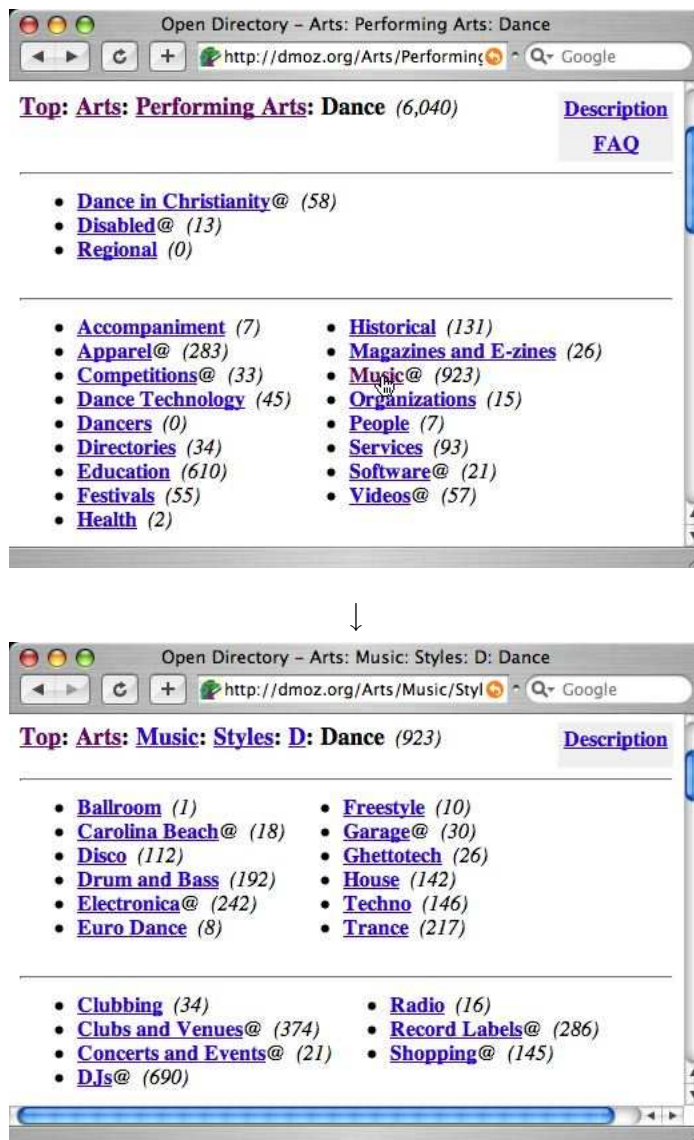 Open Directory – Arts: Performing Arts: Dance
http://dmoz.org/Arts/Performing
Google
Top: Arts: Performing Arts: Dance (6,040)
Description
FAQ
• Dance in Christianity@ (58)
• Disabled@ (13)
• Regional (0)
• Accompaniment (7)
• Apparel@ (283)
• Competitions@ (33)
• Dance Technology (45)
• Dancers (0)
• Directories (34)
• Education (610)
• Festivals (55)
• Health (2)
• Historical (131)
• Magazines and E-zines (26)
• Music@ (923)
• Organizations (15)
• People (7)
• Services (93)
• Software@ (21)
• Videos@ (57)
↓
Open Directory – Arts: Music: Styles: D: Dance
http://dmoz.org/Arts/Music/Styl
Google
Top: Arts: Music: Styles: D: Dance (923)
Description
• Ballroom (1)
• Carolina Beach@ (18)
• Disco (112)
• Drum and Bass (192)
• Electronica@ (242)
• Euro Dance (8)
• Freestyle (10)
• Garage@ (30)
• Ghettotech (26)
• House (142)
• Techno (146)
• Trance (217)
• Clubbing (34)
• Clubs and Venues@ (374)
• Concerts and Events@ (21)
• DJs@ (690)
• Radio (16)
• Record Labels@ (286)
• Shopping@ (145)